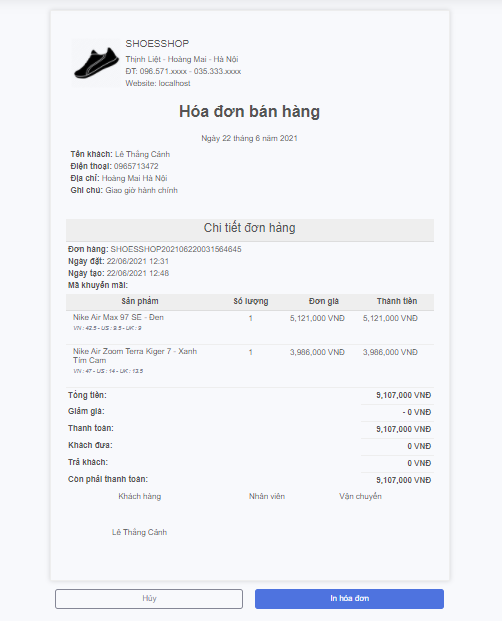 SHOESSHOP
Thịnh Liệt - Hoàng Mai - Hà Nội
ĐT: 096.571.xxxx - 035.333.xxxx
Website: localhost
Hóa đơn bán hàng
Ngày 22 tháng 6 năm 2021
Tên khách: Lê Thắng Cảnh
Điện thoại: 0965713472
Địa chỉ: Hoàng Mai Hà Nội
Ghi chú: Giao giờ hành chính
Chi tiết đơn hàng
Đơn hàng: SHOESSHOP202106220031564645
Ngày đặt: 22/06/2021 12:31
Ngày tạo: 22/06/2021 12:48
Mã khuyến mãi:
Sản phẩm Số lượng Đơn giá Thành tiền
Nike Air Max 97 SE - Đen 1 5,121,000 VNĐ 5,121,000 VNĐ
VN : 43.5 - US : 9.5 - UK : 9
Nike Air Zoom Terra Kiger 7 - Xanh 1 3,986,000 VNĐ 3,986,000 VNĐ
Tím Cam
VN : 47 - US : 14 - UK : 13.5
Tổng tiền: 9,107,000 VNĐ
Giảm giá: - 0 VNĐ
Thanh toán: 9,107,000 VNĐ
Khách đưa: 0 VNĐ
Trả khách: 0 VNĐ
Còn phải thanh toán: 9,107,000 VNĐ
Khách hàng Nhân viên Vận chuyển
Lê Thắng Cảnh
Hủy In hóa đơn